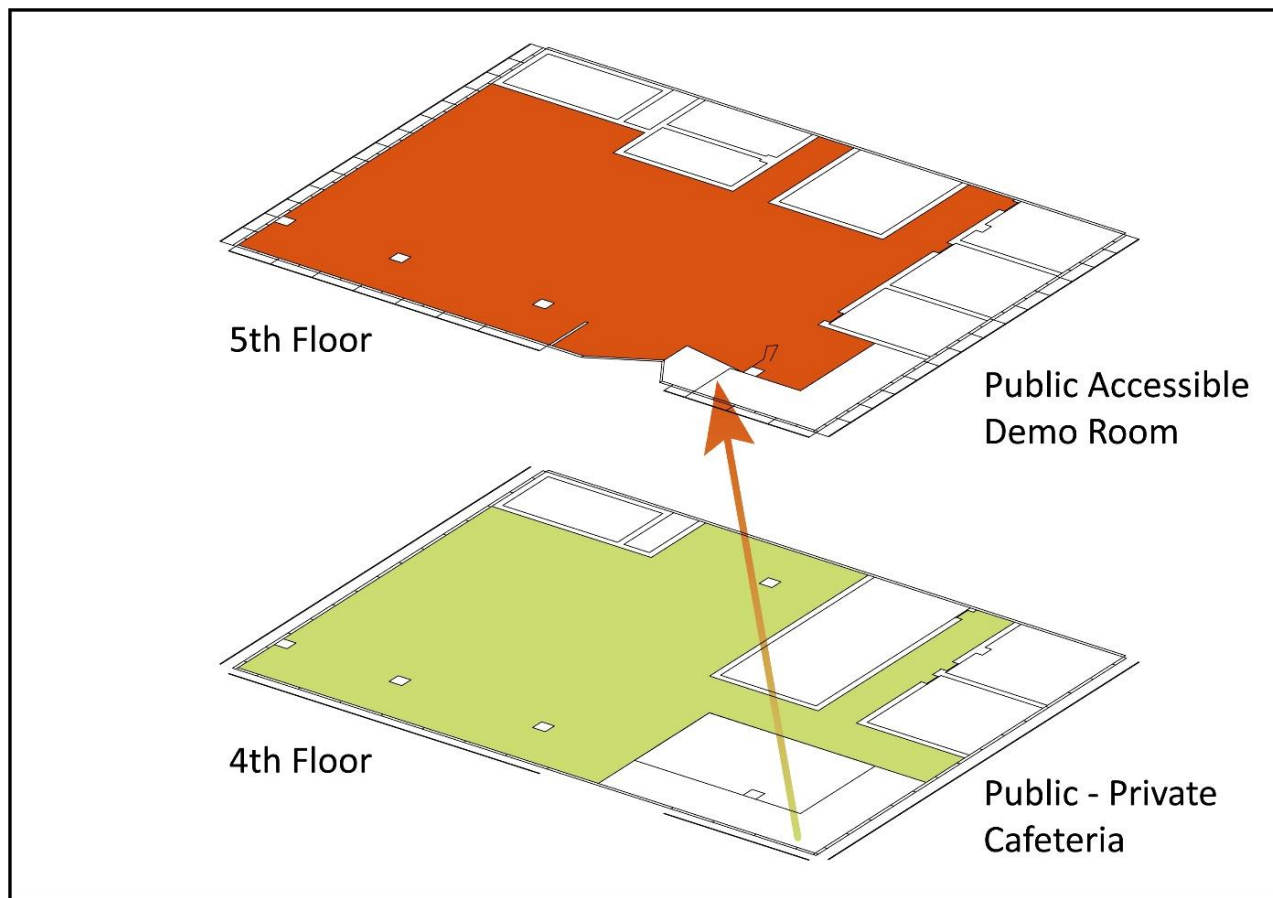 5th Floor
Public Accessible
Demo Room
4th Floor
Public - Private
Cafeteria